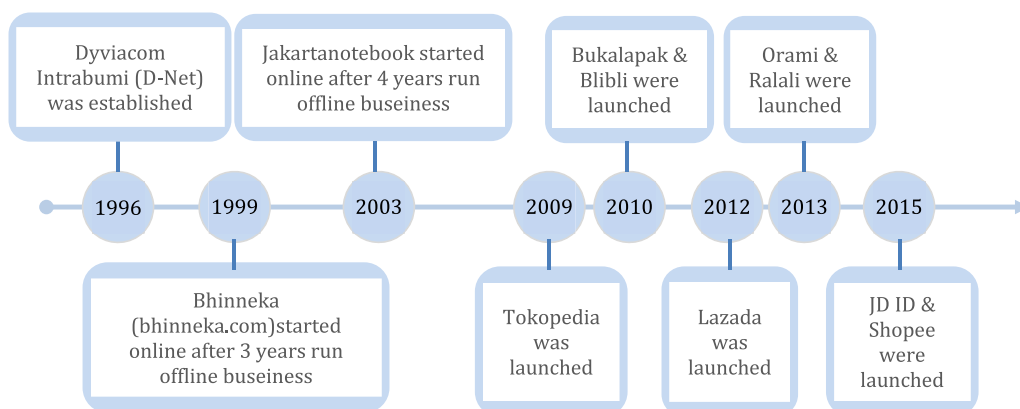 Dyviacom
Intrabumi (D-Net)
was established
Jakartanotebook started
online after 4 years run
offline buseiness
Bukalapak &
Blibli were
launched
Orami &
Ralali were
launched
1996
1999
2003
2009
2010
2012
2013
2015
Bhinneka
(bhinneka.com)started
online after 3 years run
offline buseiness
Tokopedia
was
launched
Lazada
was
launched
JD ID &
Shopee
were
launched